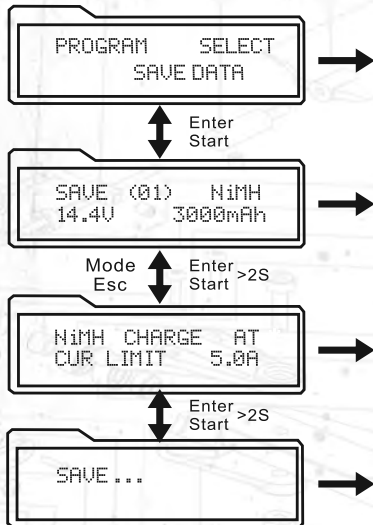 PROGRAM SELECT
SAVE DATA
Enter
Start
SAVE (01) NiMH
14.4V 3000mAh
Mode
Esc
Enter
Start >2S
NiMH CHARGE AT
CUR LIMIT 5.0A
Enter
Start >2S
SAVE...